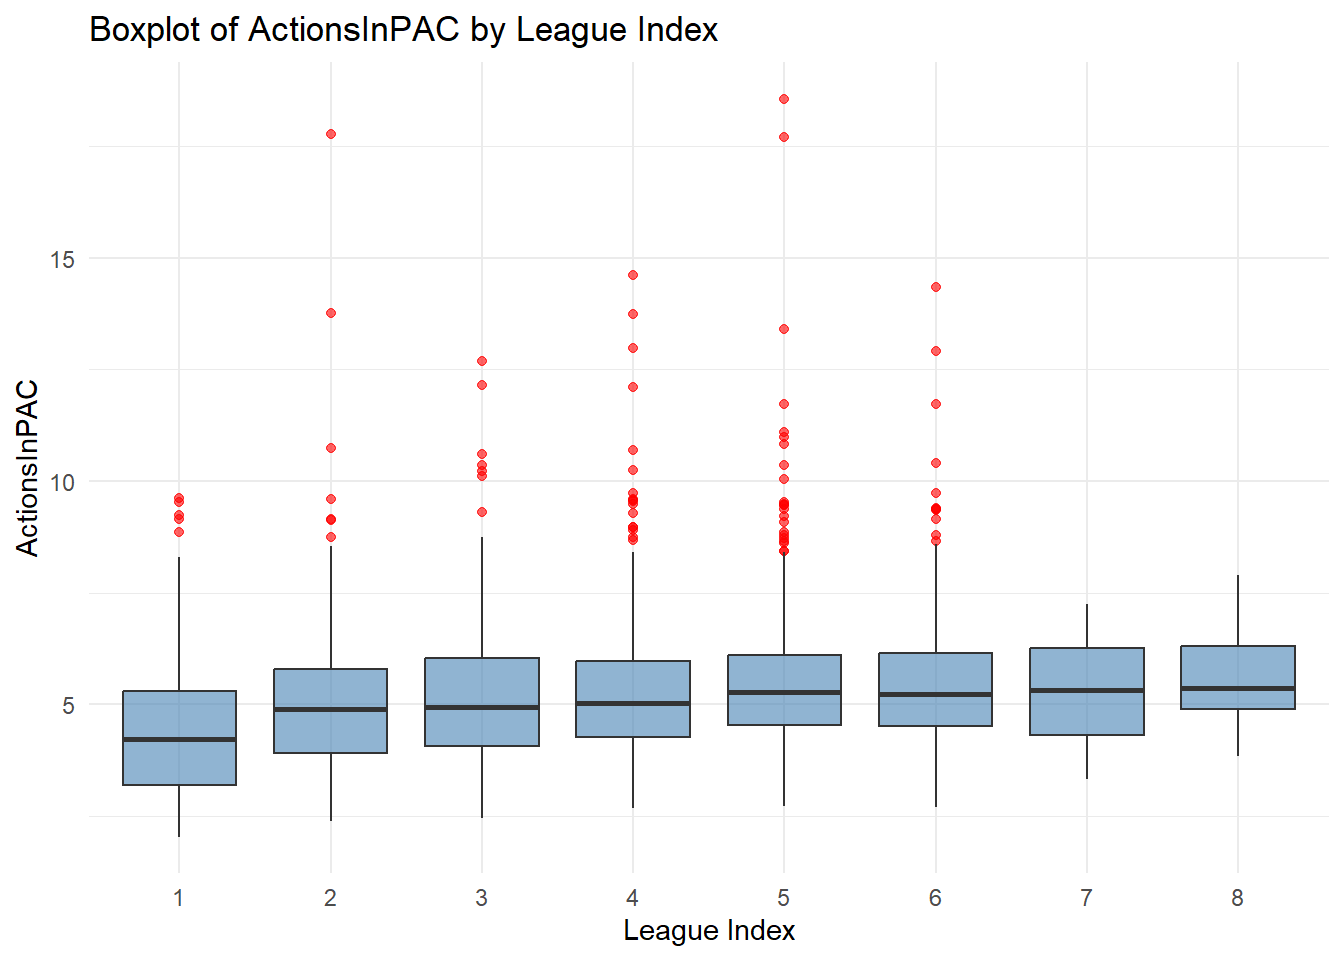 Boxplot of ActionsInPAC by League Index
15
10
5
ActionsInPAC
1 2 3 4 5 6 7 8
League Index